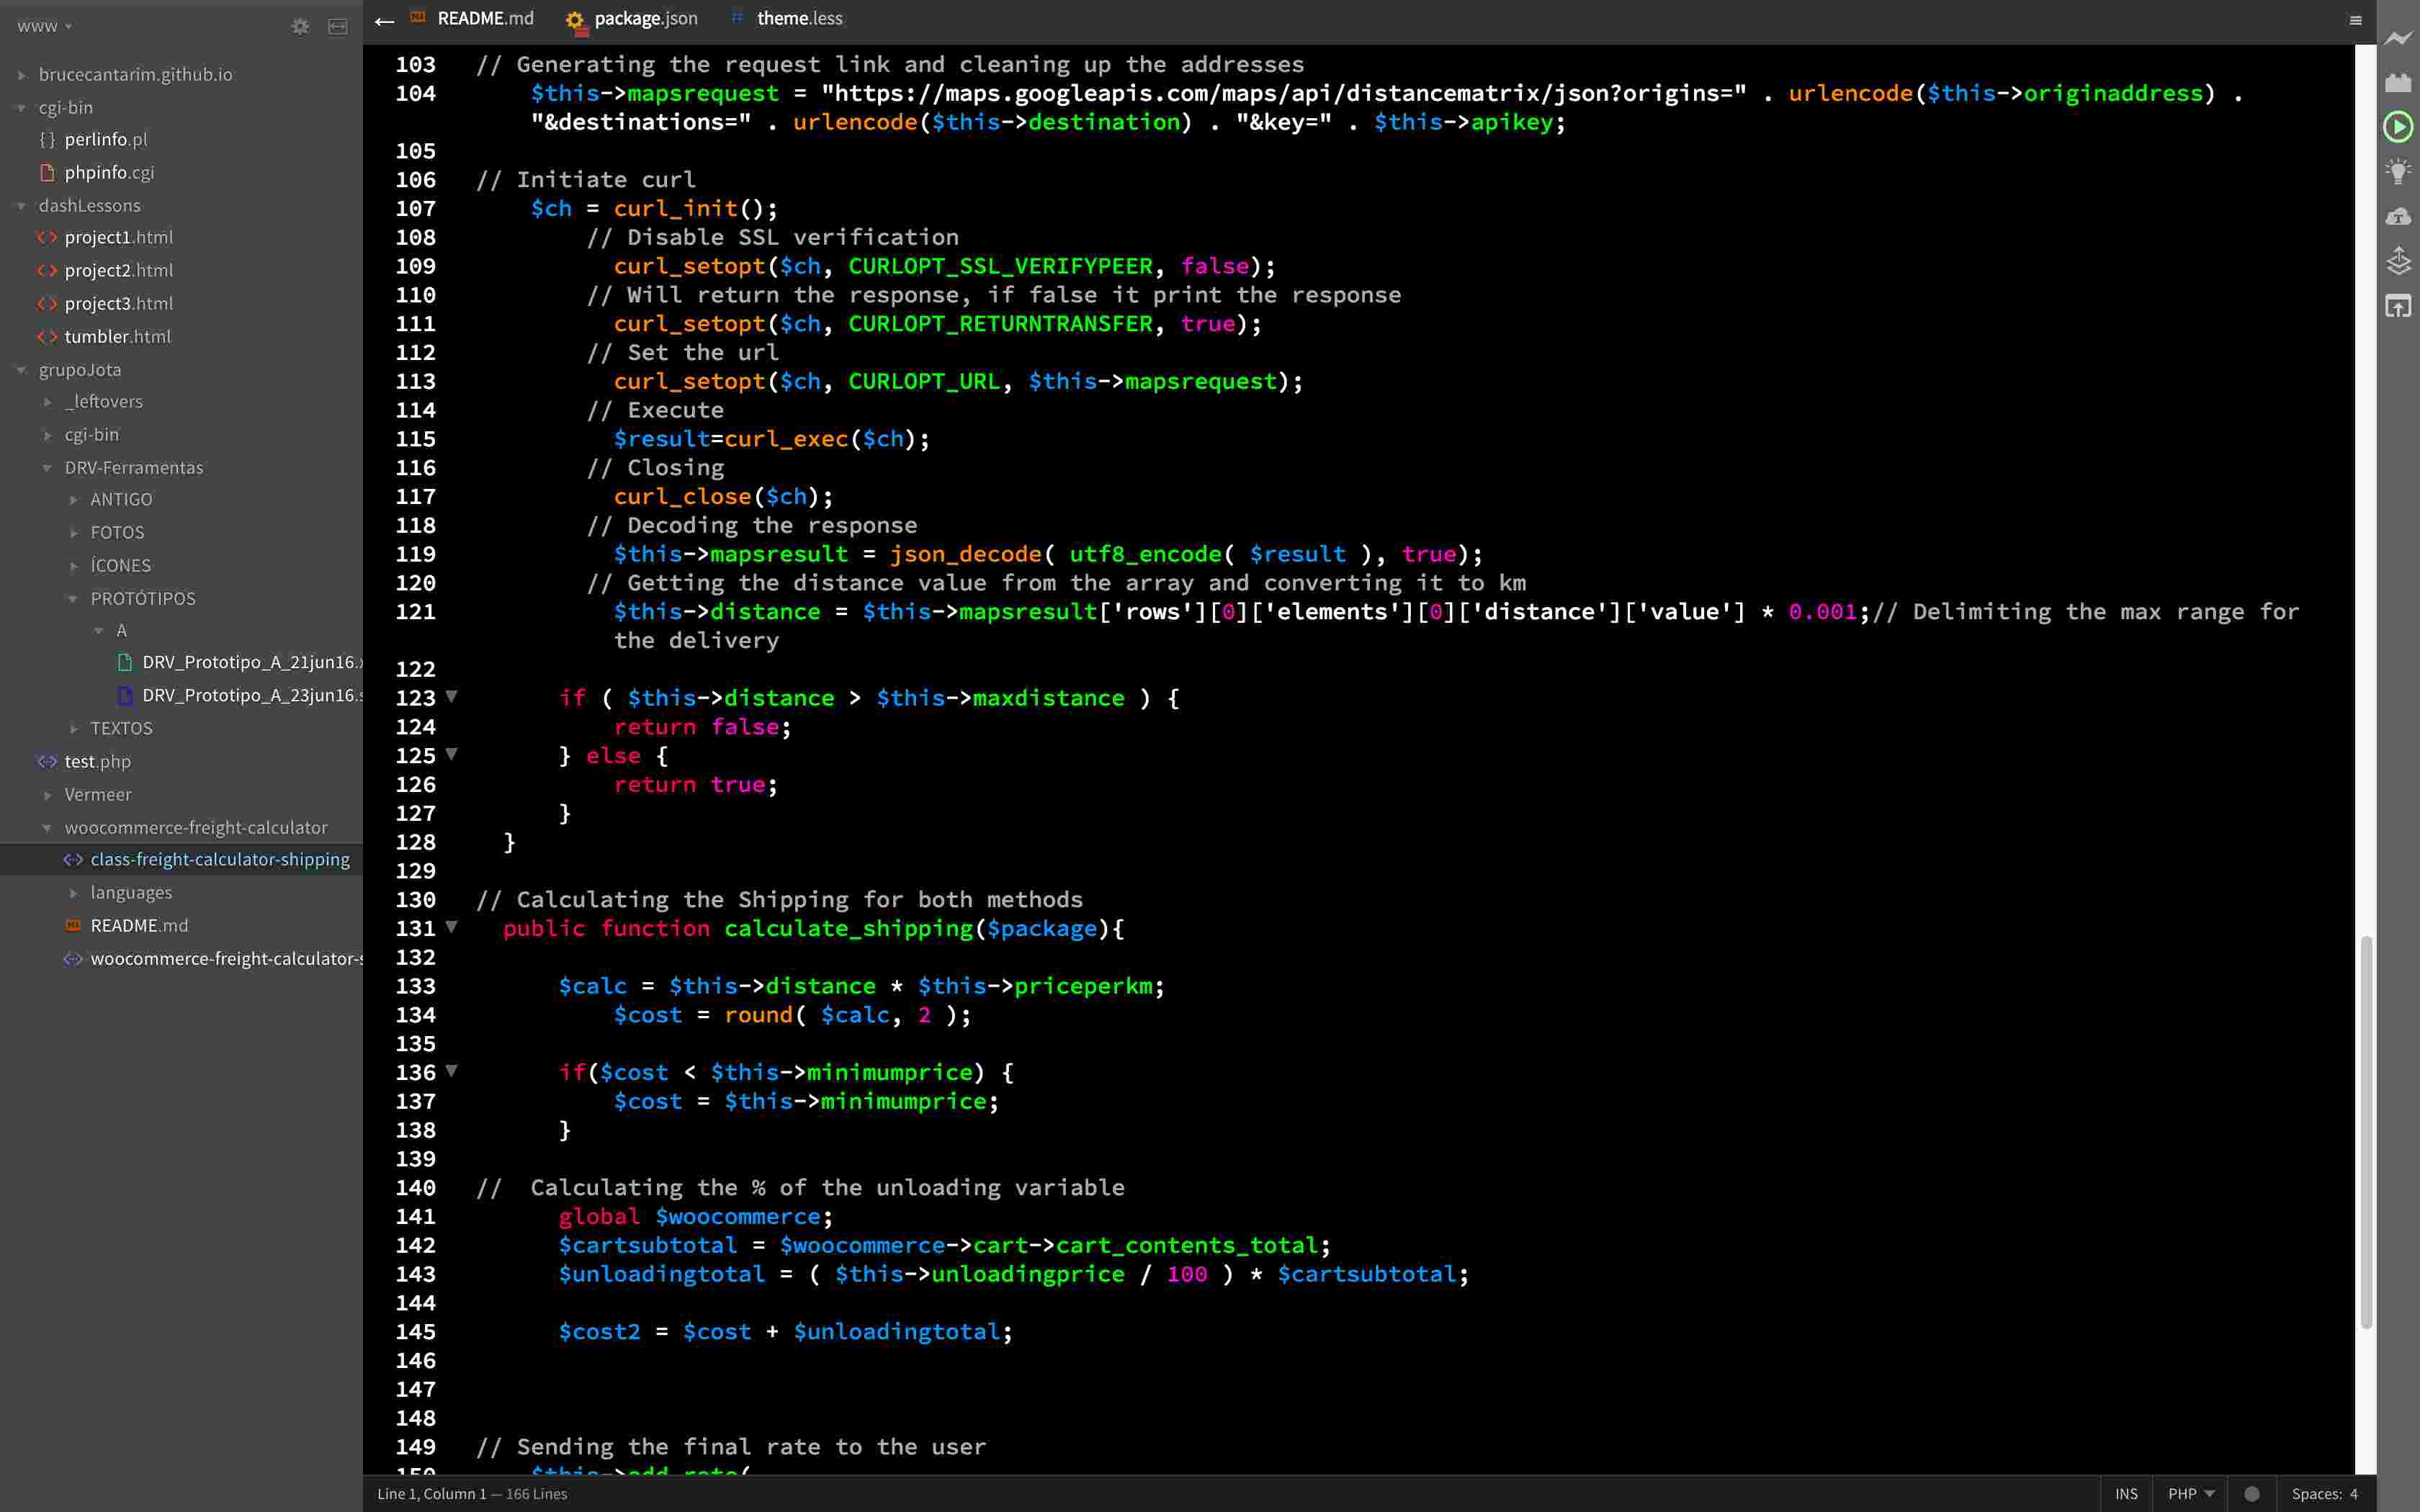 www
brucecantarim.github.io
cgi-bin
perlinfo.pl
phpinfo.cgi
dashLessons
project1.html
project2.html
project3.html
tumbler.html
grupoJota
_leftovers
cgi-bin
DRV-Ferramentas
ANTIGO
FOTOS
ÍCONES
PROTÓTIPOS
A
DRV_Prototipo_A_21jun16.
DRV_Prototipo_A_23jun16.s
TEXTOS
test.php
Vermeer
woocommerce-freight-calculator
class-freight-calculator-shipping
languages
README.md
woocommerce-freight-calculator-s
README.md package.json theme.less
103 // Generating the request link and cleaning up the addresses
104 $this->mapsrequest = "https://maps.googleapis.com/maps/api/distancematrix/json?origins=" . urlencode($this->originaddress) .
"&destinations=" . urlencode($this->destination) . "&key=" . $this->apikey;
105
106 // Initiate curl
107 $ch = curl_init();
108 // Disable SSL verification
109 curl_setopt($ch, CURLOPT_SSL_VERIFYPEER, false);
110 // Will return the response, if false it print the response
111 curl_setopt($ch, CURLOPT_RETURNTRANSFER, true);
112 // Set the url
113 curl_setopt($ch, CURLOPT_URL, $this->mapsrequest);
114 // Execute
115 $result=curl_exec($ch);
116 // Closing
117 curl_close($ch);
118 // Decoding the response
119 $this->mapsresult = json_decode( utf8_encode( $result ), true);
120 // Getting the distance value from the array and converting it to km
121 $this->distance = $this->mapsresult['rows'][0]['elements'][0]['distance']['value'] * 0.001;// Delimiting the max range for
the delivery
122
123 if ( $this->distance > $this->maxdistance ) {
124 return false;
125 } else {
126 return true;
127 }
128 }
129
130 // Calculating the Shipping for both methods
131 public function calculate_shipping($package){
132
133 $calc = $this->distance * $this->priceperkm;
134 $cost = round( $calc, 2 );
135
136 if($cost < $this->minimumprice) {
137 $cost = $this->minimumprice;
138 }
139
140 // Calculating the % of the unloading variable
141 global $woocommerce;
142 $cartsubtotal = $woocommerce->cart->cart_contents_total;
143 $unloadingtotal = ( $this->unloadingprice / 100 ) * $cartsubtotal;
144
145 $cost2 = $cost + $unloadingtotal;
146
147
148
149 // Sending the final rate to the user
150 $this->add_rate(
Line 1, Column 1 — 166 Lines
INS PHP Spaces: 4